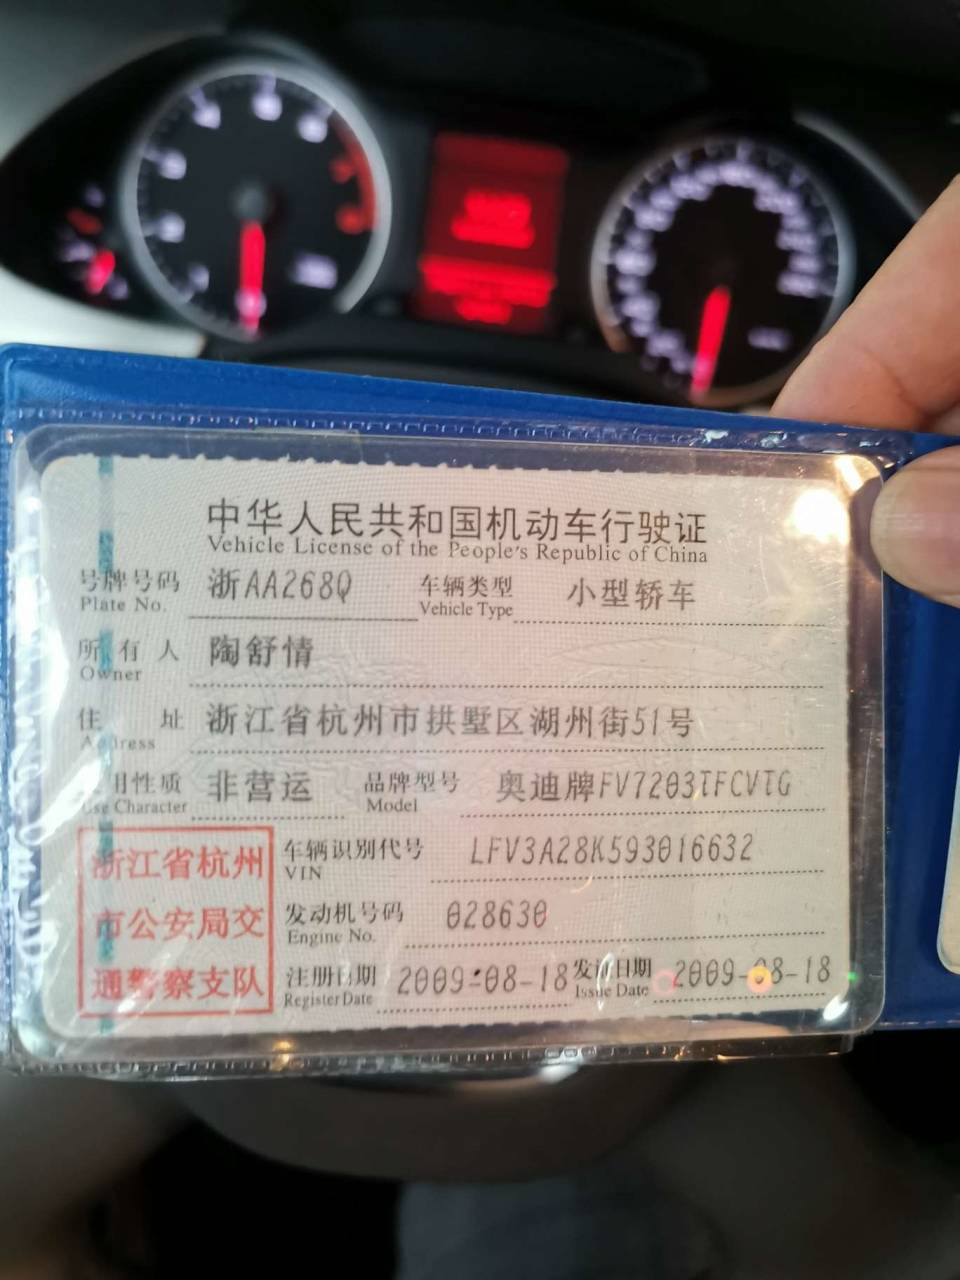 中华人民共和国机动车行驶证
Vehicle License of the People's Republic of China
号牌号码 浙AA268Q 车辆类型 小型轿车
Plate No. Vehicle Type
所有人 陶舒情
Owner
住址 浙江省杭州市拱墅区湖州街51号
Address
使用性质 非营运 品牌型号 奥迪牌FV7203TFCVTG
Use Character Model
浙江省杭州
市公安局交
通警察支队
车辆识别代号 LFV3A28K593016632
VIN
发动机号码 028630
Engine No.
注册日期 2009-08-18 发证日期 2009-08-18
Register Date Issue Date